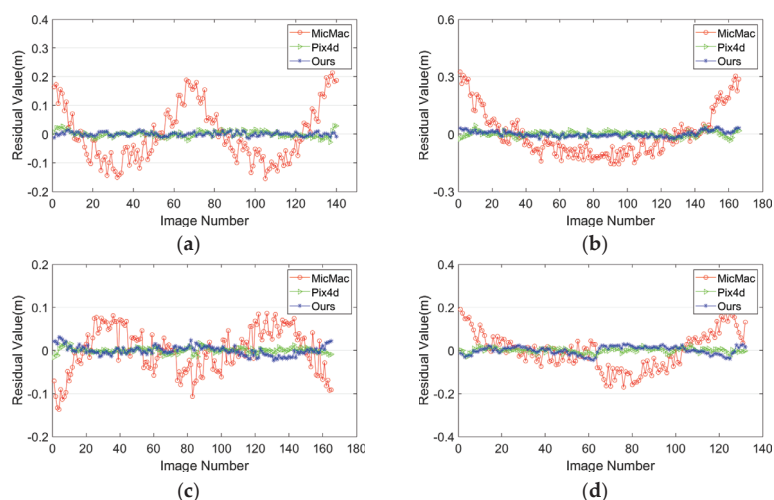 0.4
0.2
0.1
0
-0.1
-0.2
Residual Value(m)
0 20 40 60 80 100 120 140
Image Number
MicMac
Pix4d
Ours
(a)
0.6
0.3
0
-0.3
Residual Value(m)
0 20 40 60 80 100 120 140 160 180
Image Number
MicMac
Pix4d
Ours
(b)
0.2
0.1
0
-0.1
-0.2
Residual Value(m)
0 20 40 60 80 100 120 140 160 180
Image Number
MicMac
Pix4d
Ours
(c)
0.4
0.2
0
-0.2
-0.4
Residual Value(m)
0 20 40 60 80 100 120 140
Image Number
MicMac
Pix4d
Ours
(d)